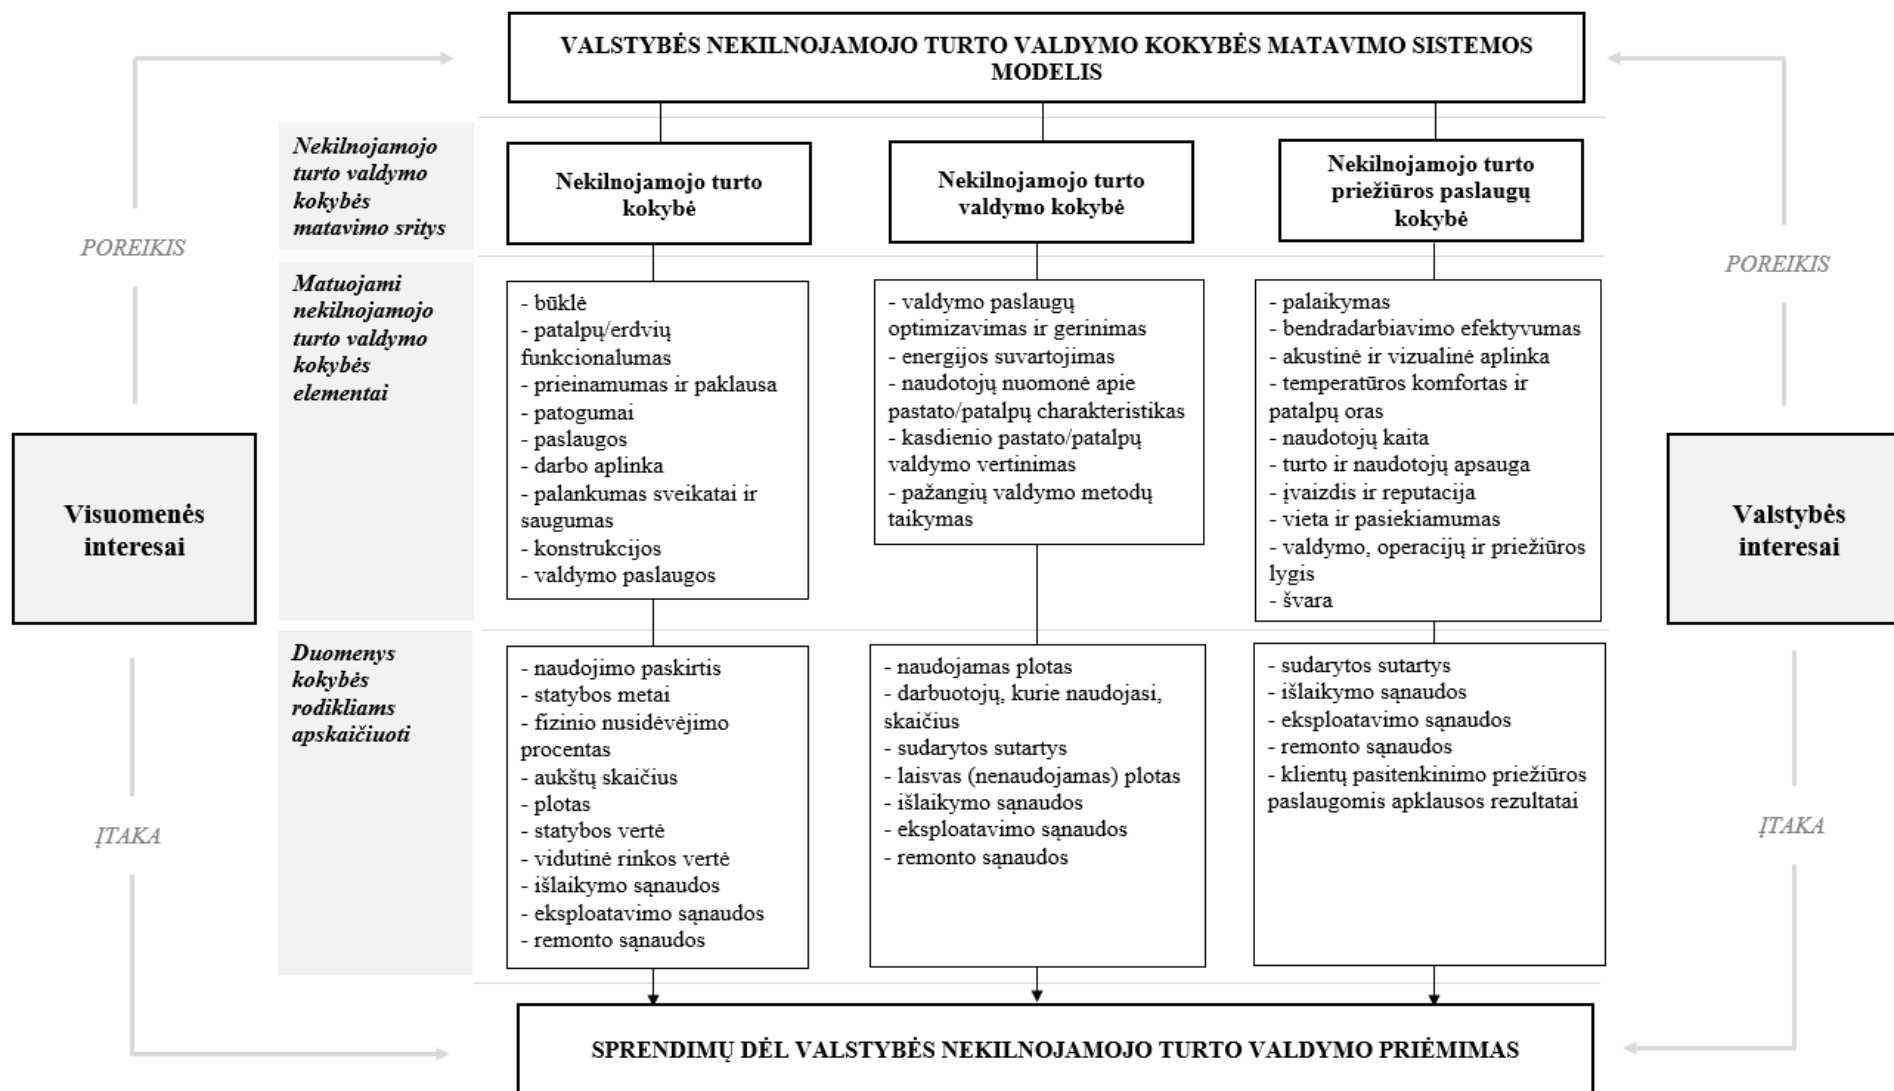 VALSTYBĖS NEKILNOJAMOJO TURTO VALDYMO KOKYBĖS MATAVIMO SISTEMOS
MODELIS
Nekilnojamojo
turto valdymo
kokybės
matavimo sritys
Nekilnojamojo turto
kokybė
Nekilnojamojo turto
valdymo kokybė
Nekilnojamojo turto
priežiūros paslaugų
kokybė
POREIKIS
POREIKIS
Matuojami
nekilnojamojo
turto valdymo
kokybės
elementai
- būklė
- patalpų/erdvių
funkcionalumas
- prieinamumas ir paklausa
- patogumai
- paslaugos
- darbo aplinka
- palankumas sveikatai ir
saugumas
- konstrukcijos
- valdymo paslaugos
- valdymo paslaugų
optimizavimas ir gerinimas
- energijos suvartojimas
- naudotojų nuomonė apie
pastato/patalpų charakteristikas
- kasdienio pastato/patalpų
valdymo vertinimas
- pažangių valdymo metodų
taikymas
- palaikymas
- bendradarbiavimo efektyvumas
- akustinė ir vizualinė aplinka
- temperatūros komfortas ir
patalpų oras
- naudotojų kaita
- turto ir naudotojų apsauga
- įvaizdis ir reputacija
- vieta ir pasiekiamumas
- valdymo, operacijų ir priežiūros
lygis
- švara
Visuomenės
interesai
Valstybės
interesai
Duomenys
kokybės
rodikliams
apskaičiuoti
- naudojimo paskirtis
- statybos metai
- fizinio nusidėvėjimo
procentas
- aukštų skaičius
- plotas
- statybos vertė
- vidutinė rinkos vertė
- išlaikymo sąnaudos
- eksploatavimo sąnaudos
- remonto sąnaudos
- naudojamas plotas
- darbuotojų, kurie naudojasi,
skaičius
- sudarytos sutartys
- laisvas (nenaudojamas) plotas
- išlaikymo sąnaudos
- eksploatavimo sąnaudos
- remonto sąnaudos
- sudarytos sutartys
- išlaikymo sąnaudos
- eksploatavimo sąnaudos
- remonto sąnaudos
- klientų pasitenkinimo priežiūros
paslaugomis apklausos rezultatai
ĮTAKA
ĮTAKA
SPRENDIMŲ DĖL VALSTYBĖS NEKILNOJAMOJO TURTO VALDYMO PRIĖMIMAS